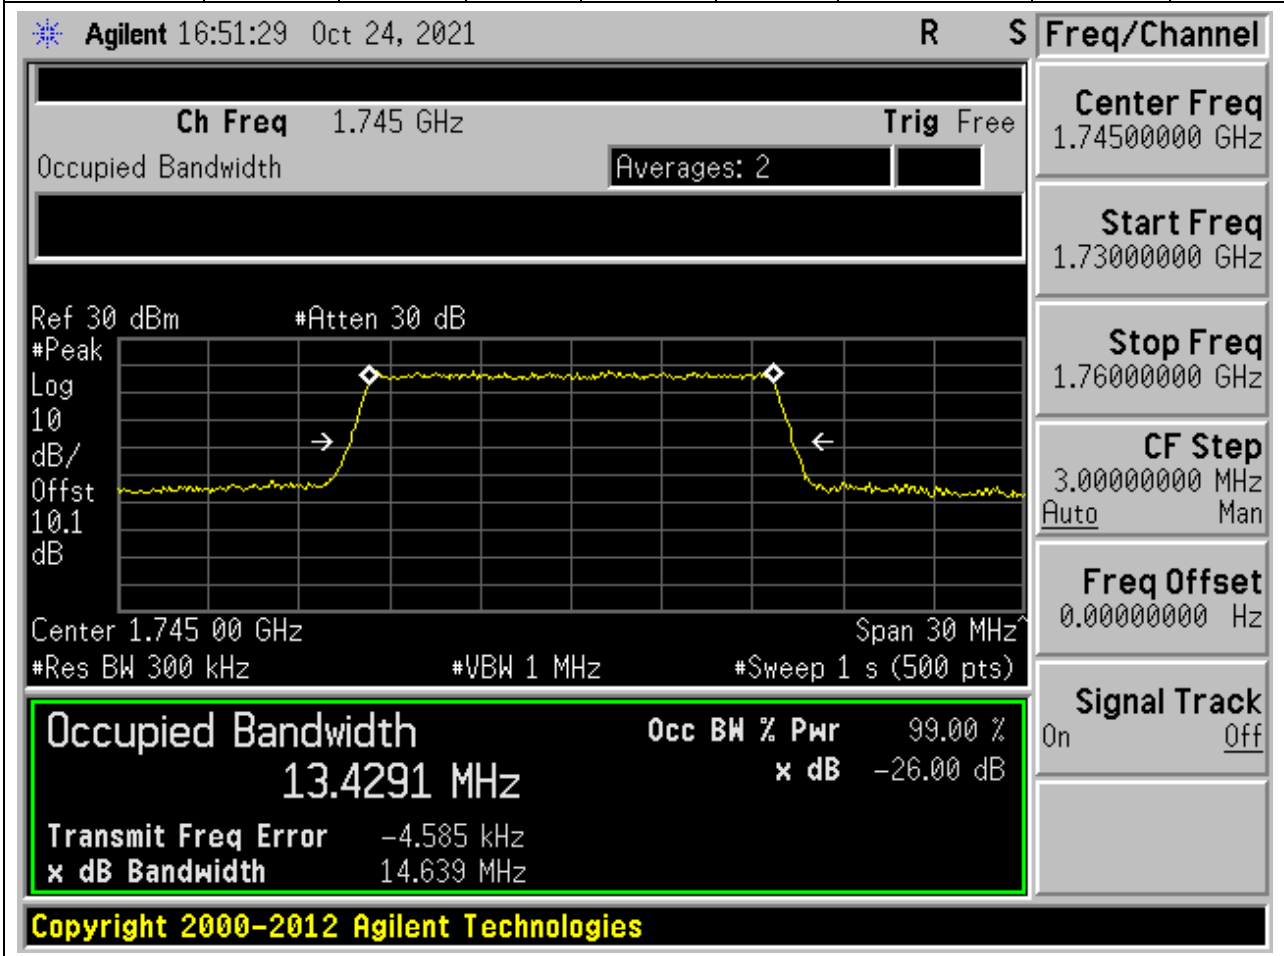 Agilent 16:51:29 Oct 24, 2021 R S
Freq/Channel
Ch Freq 1.745 GHz Trig Free
Occupied Bandwidth Averages: 2
Center Freq
1.74500000 GHz
Start Freq
1.73000000 GHz
Stop Freq
1.76000000 GHz
CF Step
3.00000000 MHz
Auto Man
Freq Offset
0.00000000 Hz
Signal Track
On Off
Ref 30 dBm #Atten 30 dB
#Peak
Log
10
dB/
Offst
10.1
dB
Center 1.745 00 GHz Span 30 MHz^
#Res BW 300 kHz #VBW 1 MHz #Sweep 1 s (500 pts)
Occupied Bandwidth Occ BW % Pwr 99.00 %
13.4291 MHz x dB -26.00 dB
Transmit Freq Error -4.585 kHz
x dB Bandwidth 14.639 MHz
Copyright 2000-2012 Agilent Technologies